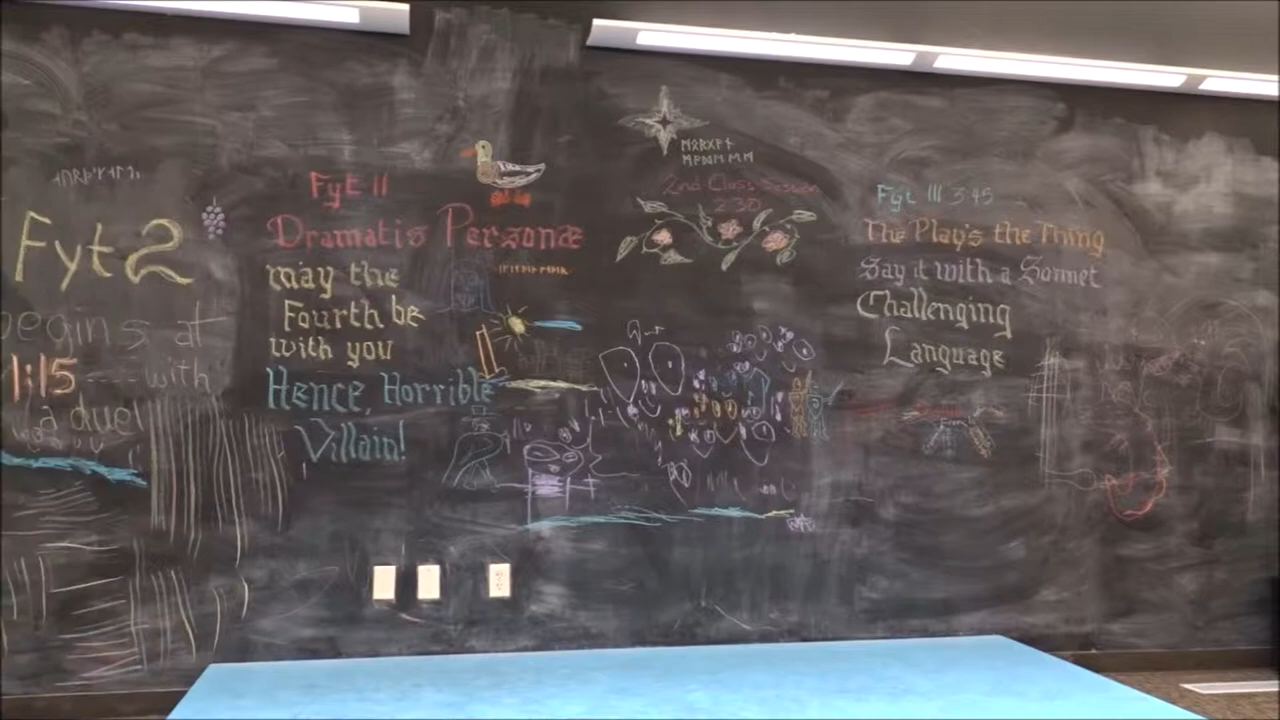 Fyt 2
begins at
1:15 ---- with
a duel
Fyt II
Dramatis Personæ
may the
Fourth be
with you
Hence, Horrible
Villain!
2nd Class Session
2:30
Fyt III 3:45
The Play's the Thing
Say it with a Sonnet
Challenging
Language